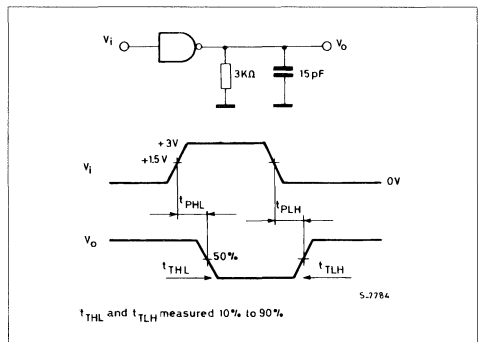 Vi
Vo
3KΩ
15pF
+3V
+1.5V
Vi
0V
tPHL
tPLH
Vo
50%
tTHL
tTLH
S-7784
tTHL and tTLH measured 10% to 90%